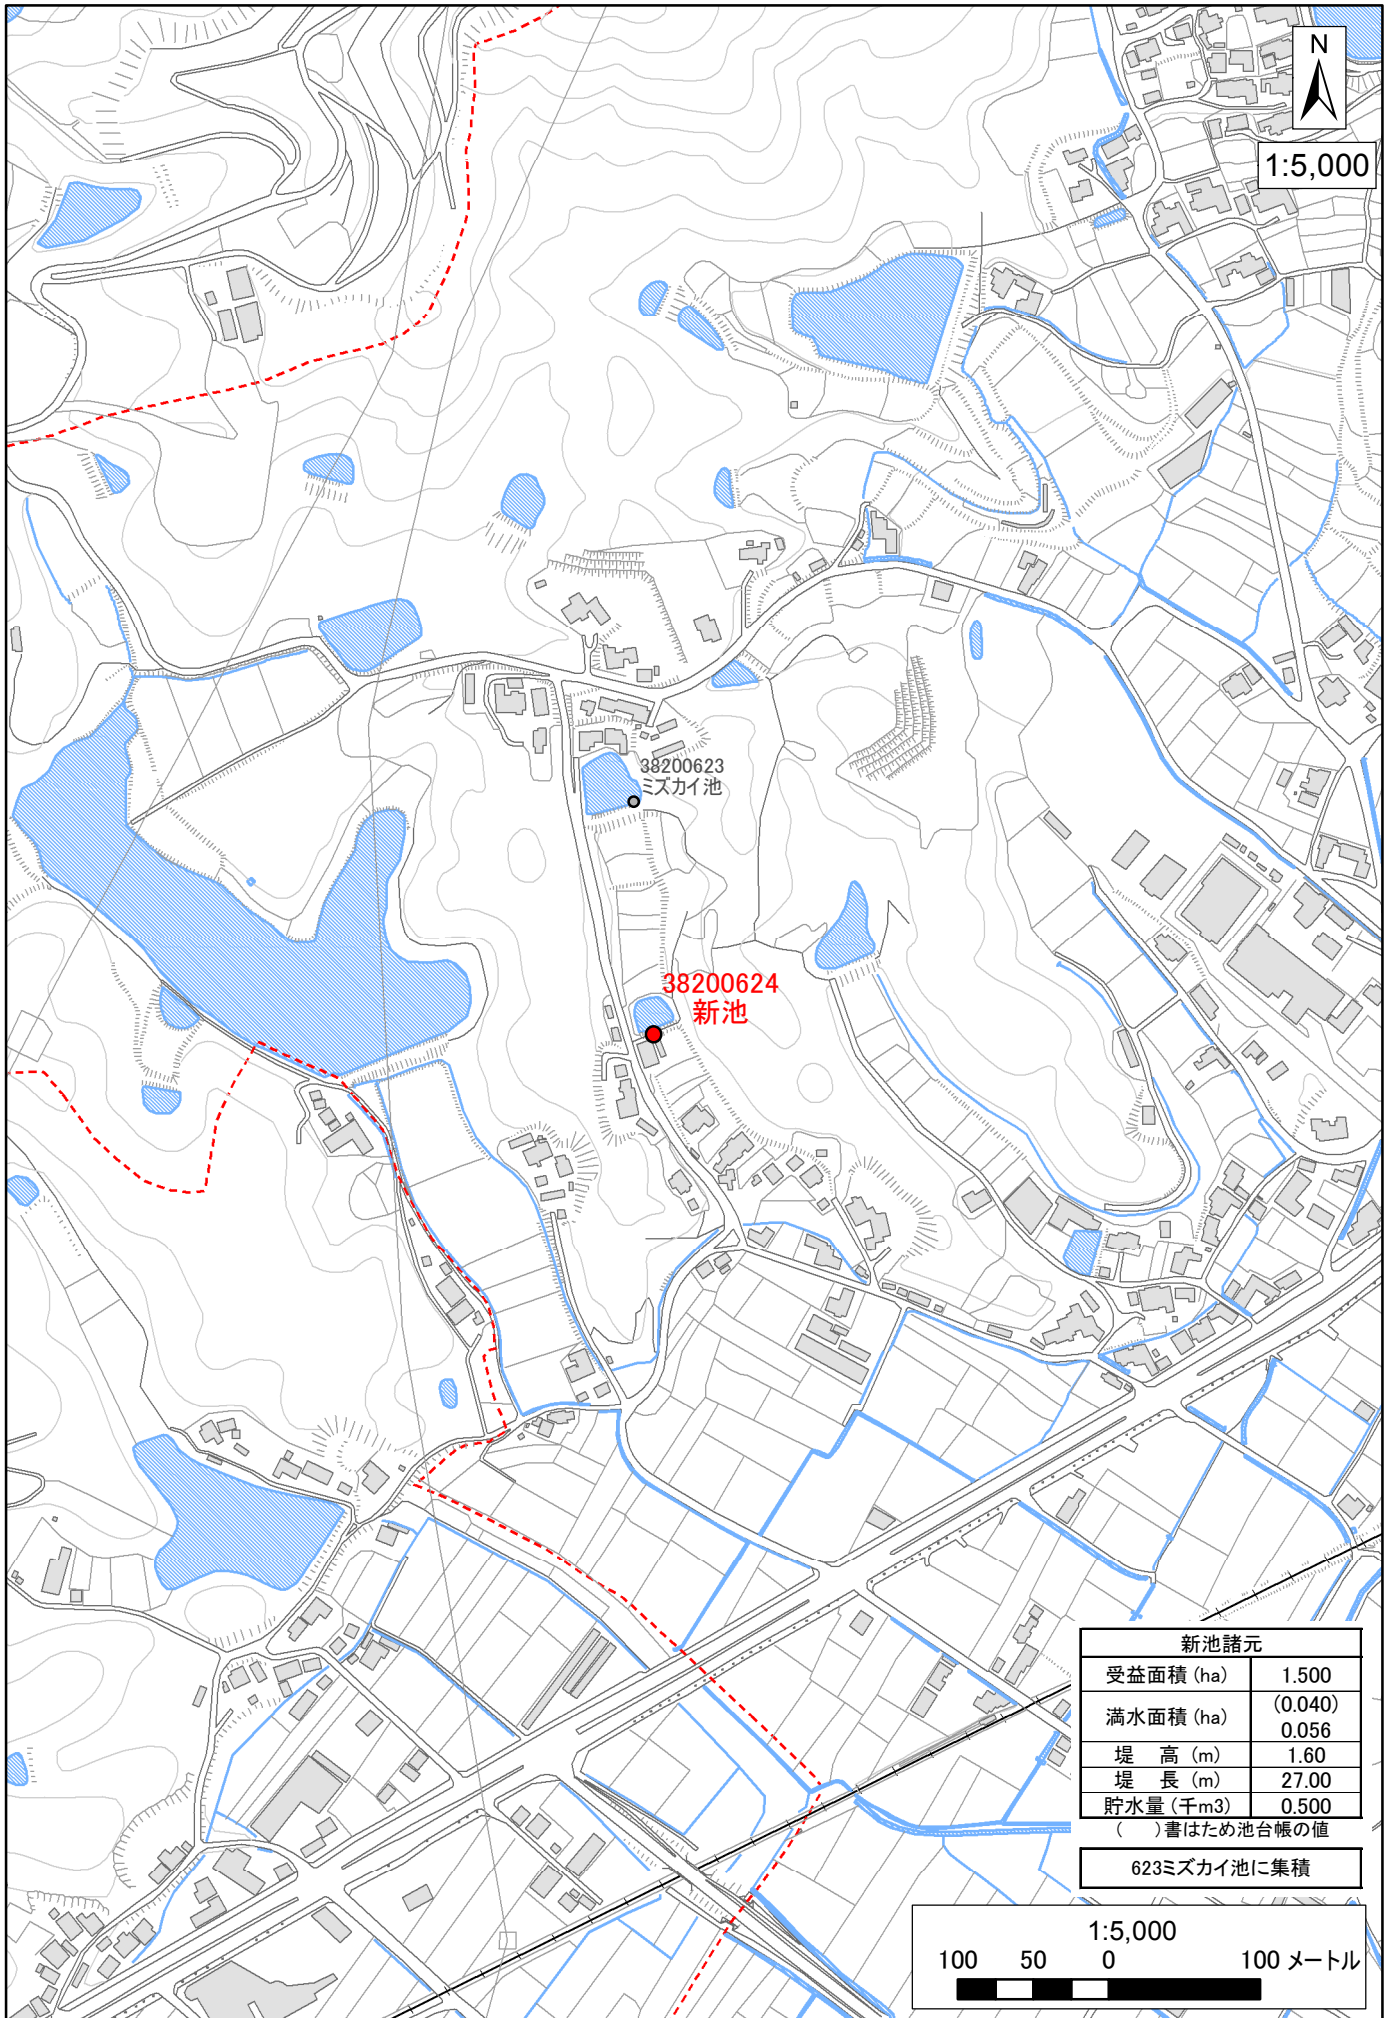 N
1:5,000
38200623
ミズカイ池
38200624
新池
新池諸元
受益面積 (ha) 1.500
満水面積 (ha) (0.040)
0.056
堤 高 (m) 1.60
堤 長 (m) 27.00
貯水量 (千m3) 0.500
( )書はため池台帳の値
623ミズカイ池に集積
1:5,000
100 50 0 100 メートル